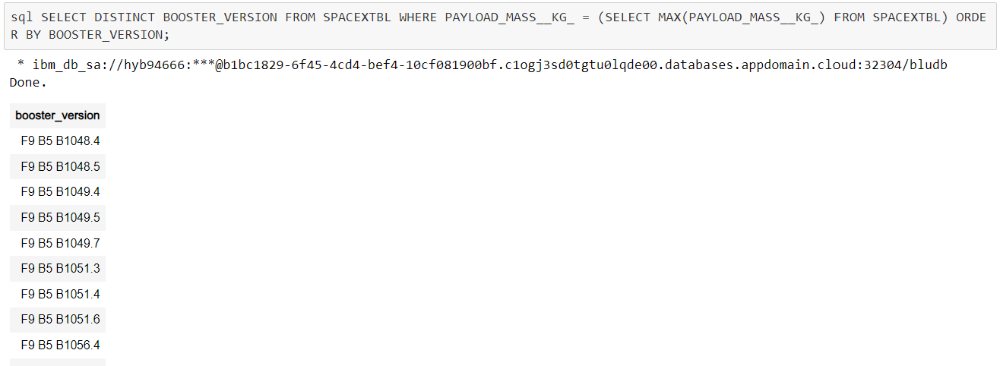 sql SELECT DISTINCT BOOSTER_VERSION FROM SPACEXTBL WHERE PAYLOAD_MASS__KG_ = (SELECT MAX(PAYLOAD_MASS__KG_) FROM SPACEXTBL) ORDE
R BY BOOSTER_VERSION;
* ibm_db_sa://hyb94666:***@b1bc1829-6f45-4cd4-bef4-10cf081900bf.c1ogj3sd0tgtu0lqde00.databases.appdomain.cloud:32304/bludb
Done.
booster_version
F9 B5 B1048.4
F9 B5 B1048.5
F9 B5 B1049.4
F9 B5 B1049.5
F9 B5 B1049.7
F9 B5 B1051.3
F9 B5 B1051.4
F9 B5 B1051.6
F9 B5 B1056.4